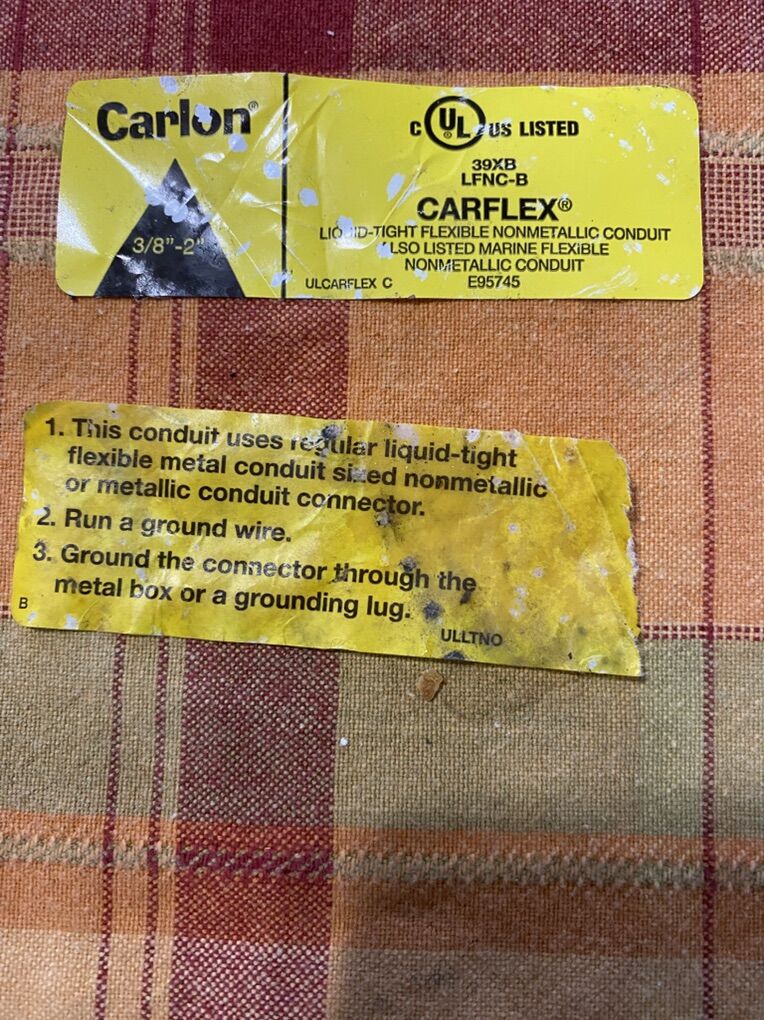 Carlon®
3/8"-2"
C UL® US LISTED
39XB
LFNC-B
CARFLEX®
LIQUID-TIGHT FLEXIBLE NONMETALLIC CONDUIT
ALSO LISTED MARINE FLEXIBLE
NONMETALLIC CONDUIT
ULCARFLEX C
E95745
1. This conduit uses regular liquid-tight
flexible metal conduit sized nonmetallic
or metallic conduit connector.
2. Run a ground wire.
3. Ground the connector through the
metal box or a grounding lug.
B
ULLTNO